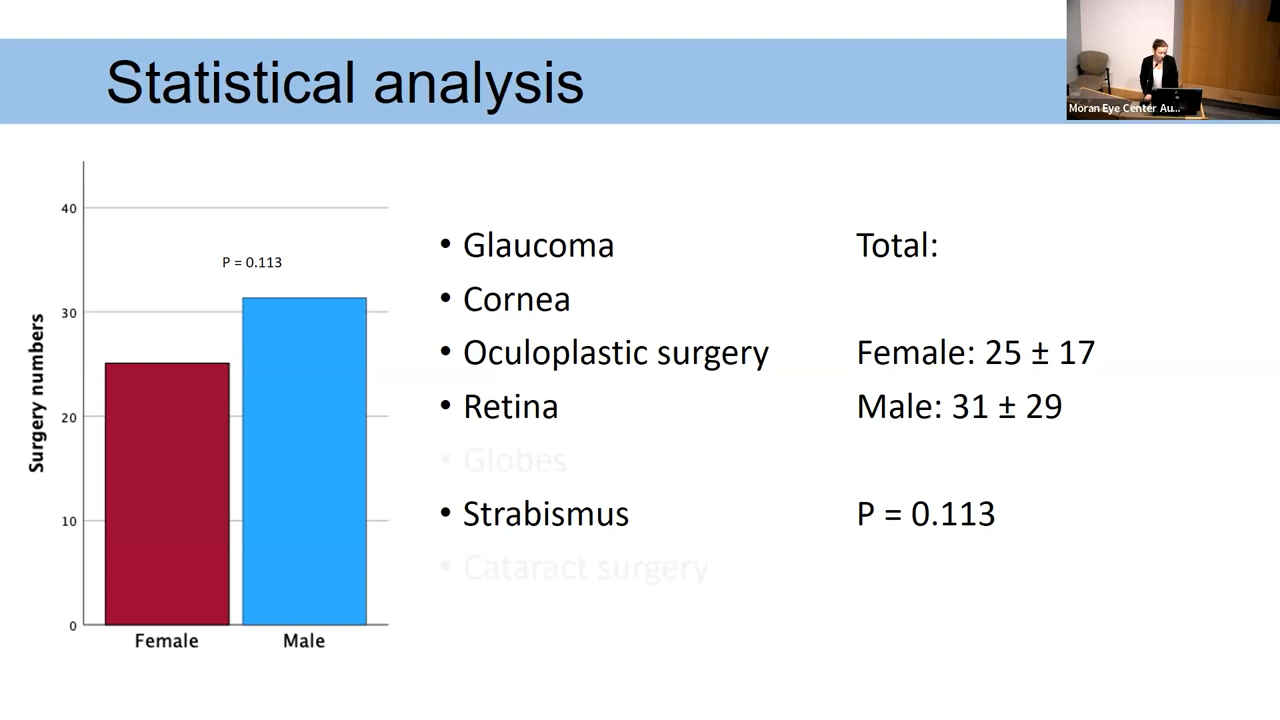 Statistical analysis
Moran Eye Center Au...
40
30
20
10
0
Surgery numbers
P = 0.113
Female
Male
• Glaucoma
• Cornea
• Oculoplastic surgery
• Retina
• Globes
• Strabismus
• Cataract surgery
Total:
Female: 25 ± 17
Male: 31 ± 29
P = 0.113